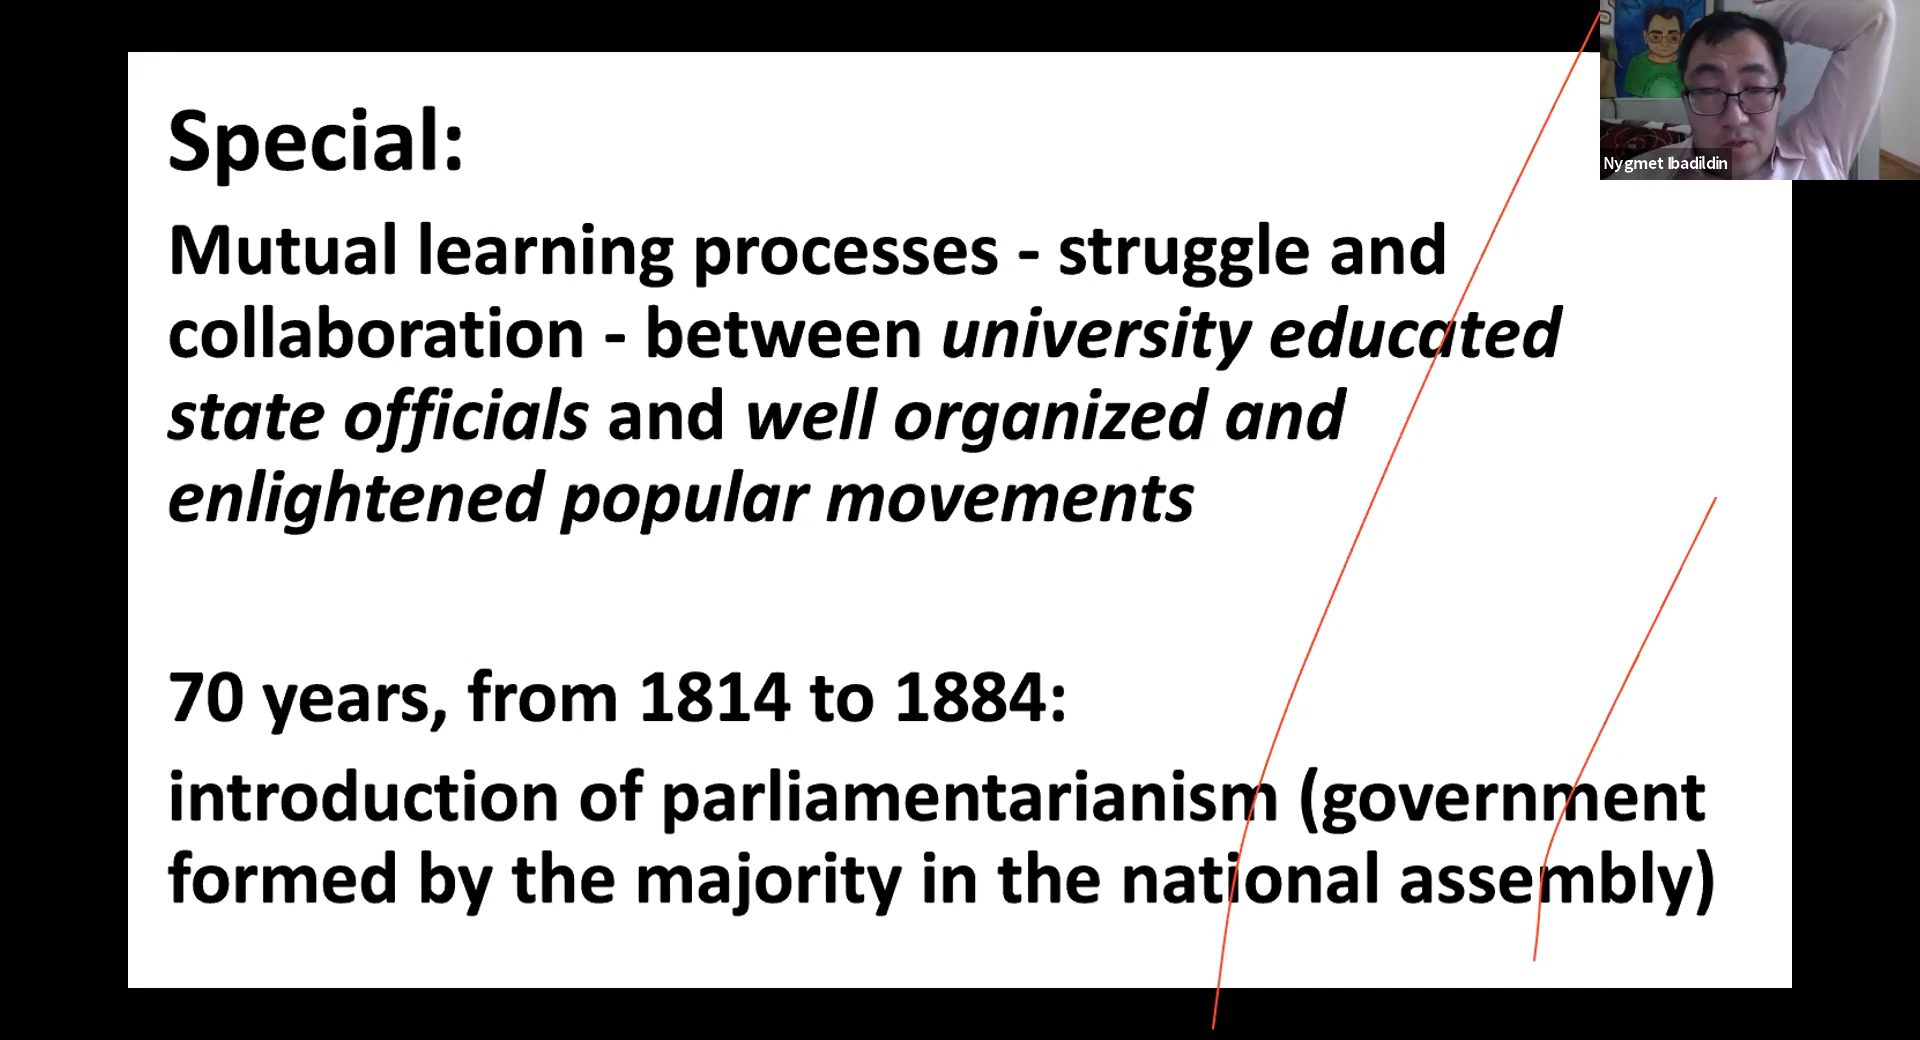 Special:
Mutual learning processes - struggle and
collaboration - between university educated
state officials and well organized and
enlightened popular movements
70 years, from 1814 to 1884:
introduction of parliamentarianism (government
formed by the majority in the national assembly)
Nygmet Ibadildin